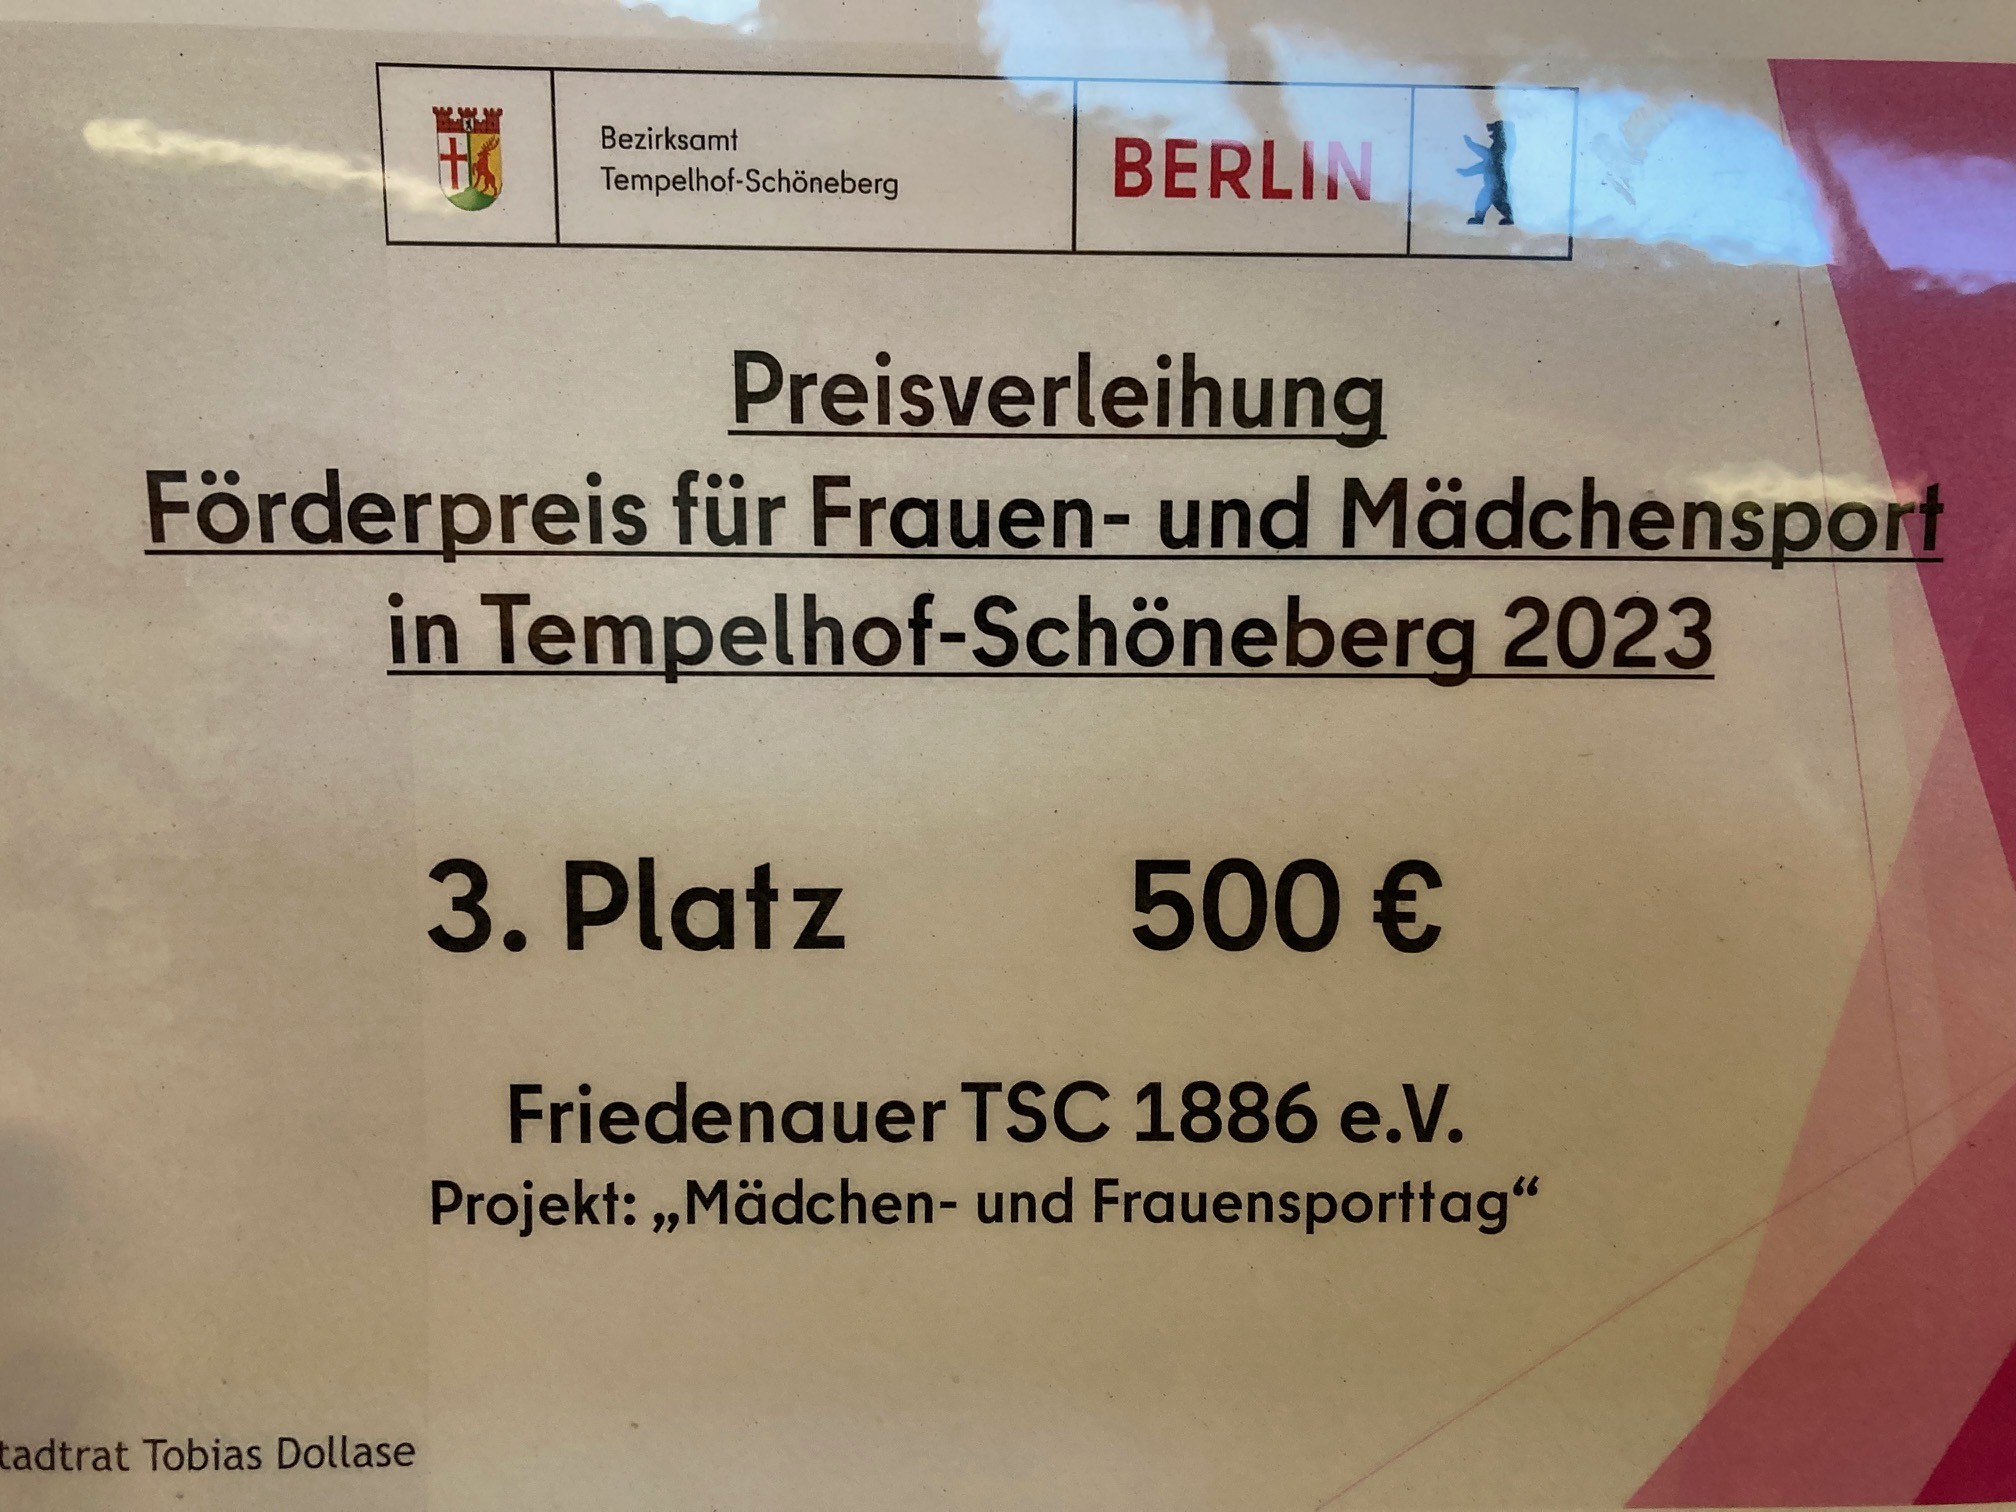 Bezirksamt
Tempelhof-Schöneberg
BERLIN
Preisverleihung
Förderpreis für Frauen- und Mädchensport
in Tempelhof-Schöneberg 2023
3. Platz 500 €
Friedenauer TSC 1886 e.V.
Projekt: „Mädchen- und Frauensporttag“
tadtrat Tobias Dollase